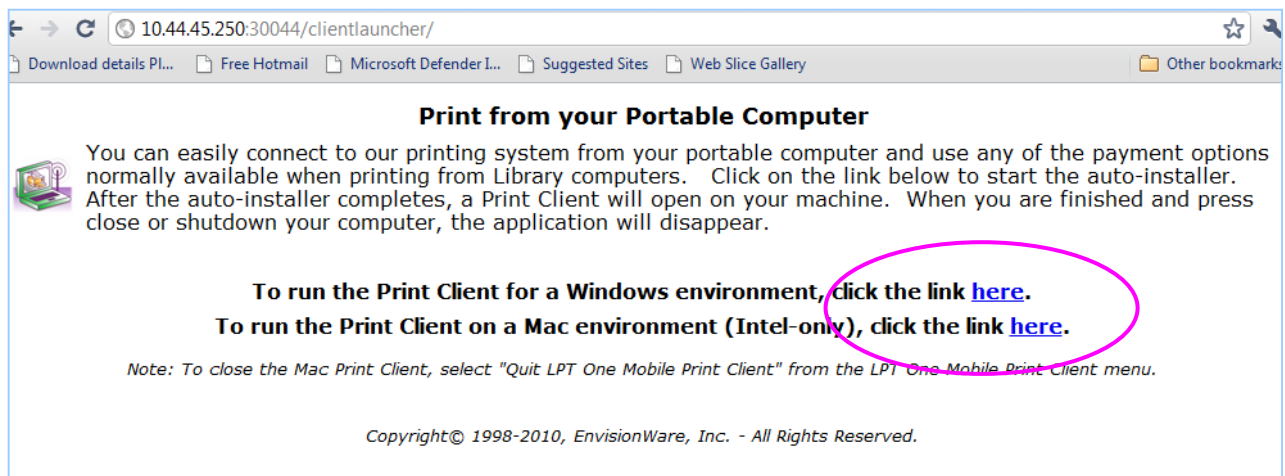 10.44.45.250:30044/clientlauncher/
Download details Pl... Free Hotmail Microsoft Defender I... Suggested Sites Web Slice Gallery Other bookmarks
Print from your Portable Computer
You can easily connect to our printing system from your portable computer and use any of the payment options
normally available when printing from Library computers. Click on the link below to start the auto-installer.
After the auto-installer completes, a Print Client will open on your machine. When you are finished and press
close or shutdown your computer, the application will disappear.
To run the Print Client for a Windows environment, click the link here.
To run the Print Client on a Mac environment (Intel-only), click the link here.
Note: To close the Mac Print Client, select "Quit LPT One Mobile Print Client" from the LPT One Mobile Print Client menu.
Copyright© 1998-2010, EnvisionWare, Inc. - All Rights Reserved.